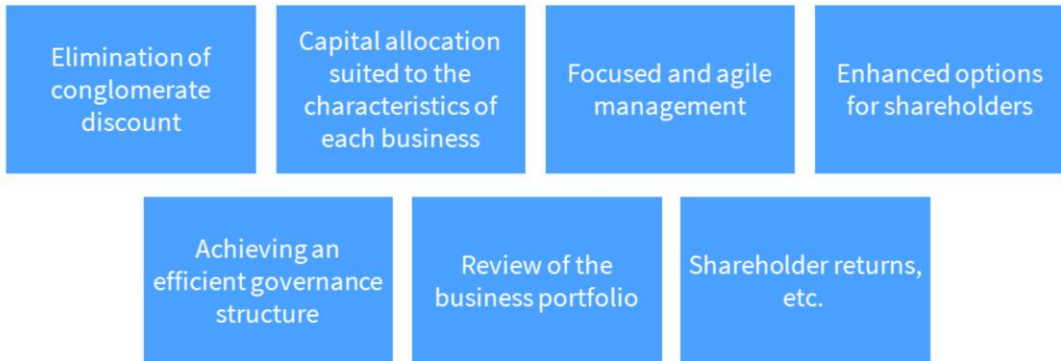 Elimination of
conglomerate
discount
Capital allocation
suited to the
characteristics of
each business
Focused and agile
management
Enhanced options
for shareholders
Achieving an
efficient governance
structure
Review of the
business portfolio
Shareholder returns,
etc.